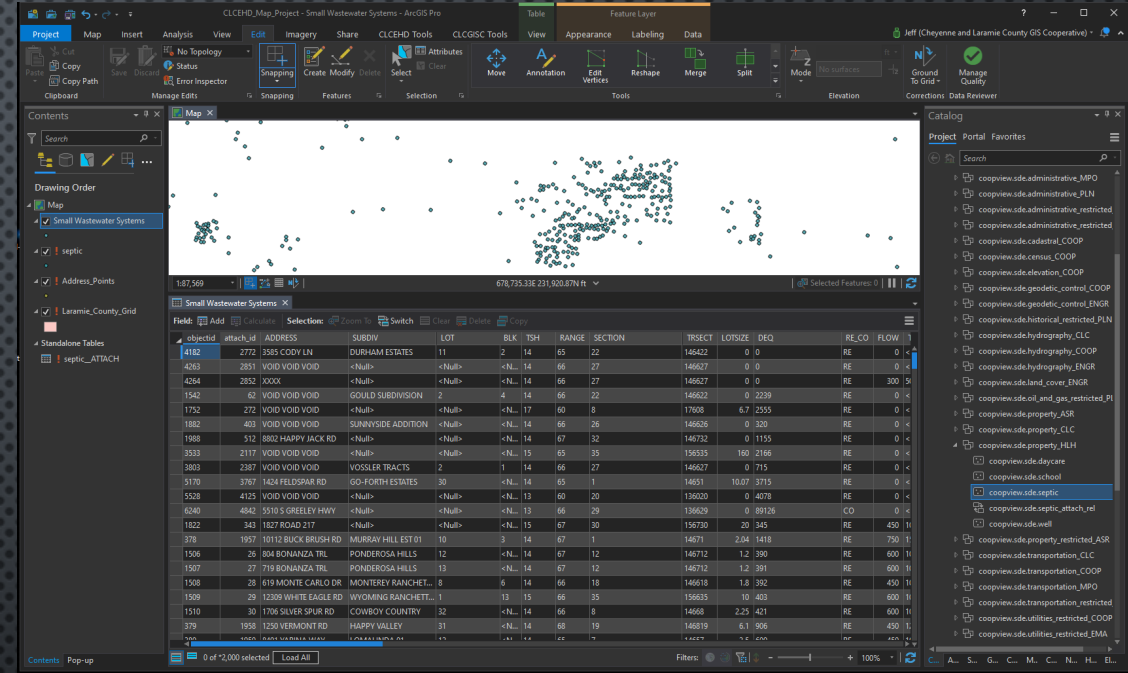 CLCEHD_Map_Project - Small Wastewater Systems - ArcGIS Pro
Table
Feature Layer
?
Project Map Insert Analysis View Edit Imagery Share CLCEHD Tools CLCGISC Tools View Appearance Labeling Data
Jeff (Cheyenne and Laramie County GIS Cooperative)
Paste
Cut
Copy
Copy Path
Clipboard
Save Discard
No Topology
Status
Error Inspector
Manage Edits
Snapping
Snapping
Create Modify Delete
Features
Select
Attributes
Clear
Selection
Move Annotation Edit Vertices Reshape Merge Split
Tools
Mode
No surfaces
Elevation
Ground To Grid
Corrections
Manage Quality
Data Reviewer
Contents
Search
Drawing Order
Map
Small Wastewater Systems
! septic
! Address_Points
! Laramie_County_Grid
Standalone Tables
! septic__ATTACH
Contents Pop-up
Map
1:87,569
678,735.33E 231,920.87N ft
Selected Features: 0
Small Wastewater Systems
Field: Add Calculate Selection: Zoom To Switch Clear Delete Copy
objectid attach_id ADDRESS SUBDIV LOT BLK TSH RANGE SECTION TRSECT LOTSIZE DEQ RE_CO FLOW
4182 2772 3585 CODY LN DURHAM ESTATES 11 2 14 65 22 146422 0 0 RE 0 <
4263 2851 VOID VOID VOID <Null> <Null> <N... 14 66 27 146627 0 0 RE 0 <
4264 2852 XXXX <Null> <Null> <N... 14 66 27 146627 0 0 RE 300
1542 62 VOID VOID VOID GOULD SUBDIVISION 2 4 14 66 22 146622 0 2239 RE 0 <
1752 272 VOID VOID VOID <Null> <Null> <N... 17 60 8 17608 6.7 2555 RE 0 <
1882 403 VOID VOID VOID SUNNYSIDE ADDITION <Null> <N... 14 66 26 146626 0 320 RE 0 <
1988 512 8802 HAPPY JACK RD <Null> <Null> <N... 14 67 32 146732 0 1155 RE 0 <
3533 2117 VOID VOID VOID <Null> <Null> <N... 15 65 35 156535 160 2166 RE 0 <
3803 2387 VOID VOID VOID VOSSLER TRACTS 2 1 14 66 27 146627 0 715 RE 0 <
5170 3767 1424 FELDSPAR RD GO-FORTH ESTATES 30 <N... 14 65 1 14651 10.07 3715 RE 0 <
5528 4125 VOID VOID VOID <Null> <Null> <N... 13 60 20 136020 0 4078 RE 0 <
6240 4842 5510 S GREELEY HWY <Null> <Null> <N... 13 66 29 136629 0 89126 CO 0 <
1822 343 1827 ROAD 217 <Null> <Null> <N... 15 67 30 156730 20 345 RE 450
378 1957 10112 BUCK BRUSH RD MURRAY HILL EST 01 10 3 14 67 1 14671 2.04 1418 RE 750
1506 26 804 BONANZA TRL PONDEROSA HILLS 12 <N... 14 67 12 146712 1.2 390 RE 600
1507 27 719 BONANZA TRL PONDEROSA HILLS 13 <N... 14 67 12 146712 1.2 391 RE 600
1508 28 619 MONTE CARLO DR MONTEREY RANCHET... 8 6 14 66 18 146618 1.8 392 RE 450
1509 29 12309 WHITE EAGLE RD WYOMING RANCHETT... 1 13 15 66 35 156635 10 403 RE 600
1510 30 1706 SILVER SPUR RD COWBOY COUNTRY 32 <N... 14 66 8 14668 2.25 421 RE 600
379 1958 1250 VERMONT RD HAPPY VALLEY 31 <N... 14 68 19 146819 6.1 906 RE 450
0 of *2,000 selected Load All
Filters: - + 100%
Catalog
Project Portal Favorites
Search
coopview.sde.administrative_MPO
coopview.sde.administrative_PLN
coopview.sde.administrative_restricted_
coopview.sde.administrative_restricted_
coopview.sde.cadastral_COOP
coopview.sde.census_COOP
coopview.sde.elevation_COOP
coopview.sde.geodetic_control_COOP
coopview.sde.geodetic_control_ENGR
coopview.sde.historical_restricted_PLN
coopview.sde.hydrography_CLC
coopview.sde.hydrography_COOP
coopview.sde.hydrography_ENGR
coopview.sde.land_cover_ENGR
coopview.sde.oil_and_gas_restricted_PL
coopview.sde.property_ASR
coopview.sde.property_CLC
coopview.sde.property_HLH
coopview.sde.daycare
coopview.sde.school
coopview.sde.septic
coopview.sde.septic_attach_rel
coopview.sde.well
coopview.sde.property_restricted_ASR
coopview.sde.transportation_CLC
coopview.sde.transportation_COOP
coopview.sde.transportation_MPO
coopview.sde.transportation_restricted_
coopview.sde.utilities_restricted_COOP
coopview.sde.utilities_restricted_EMA
C... A... S... G... C... M... C... N... H... El...